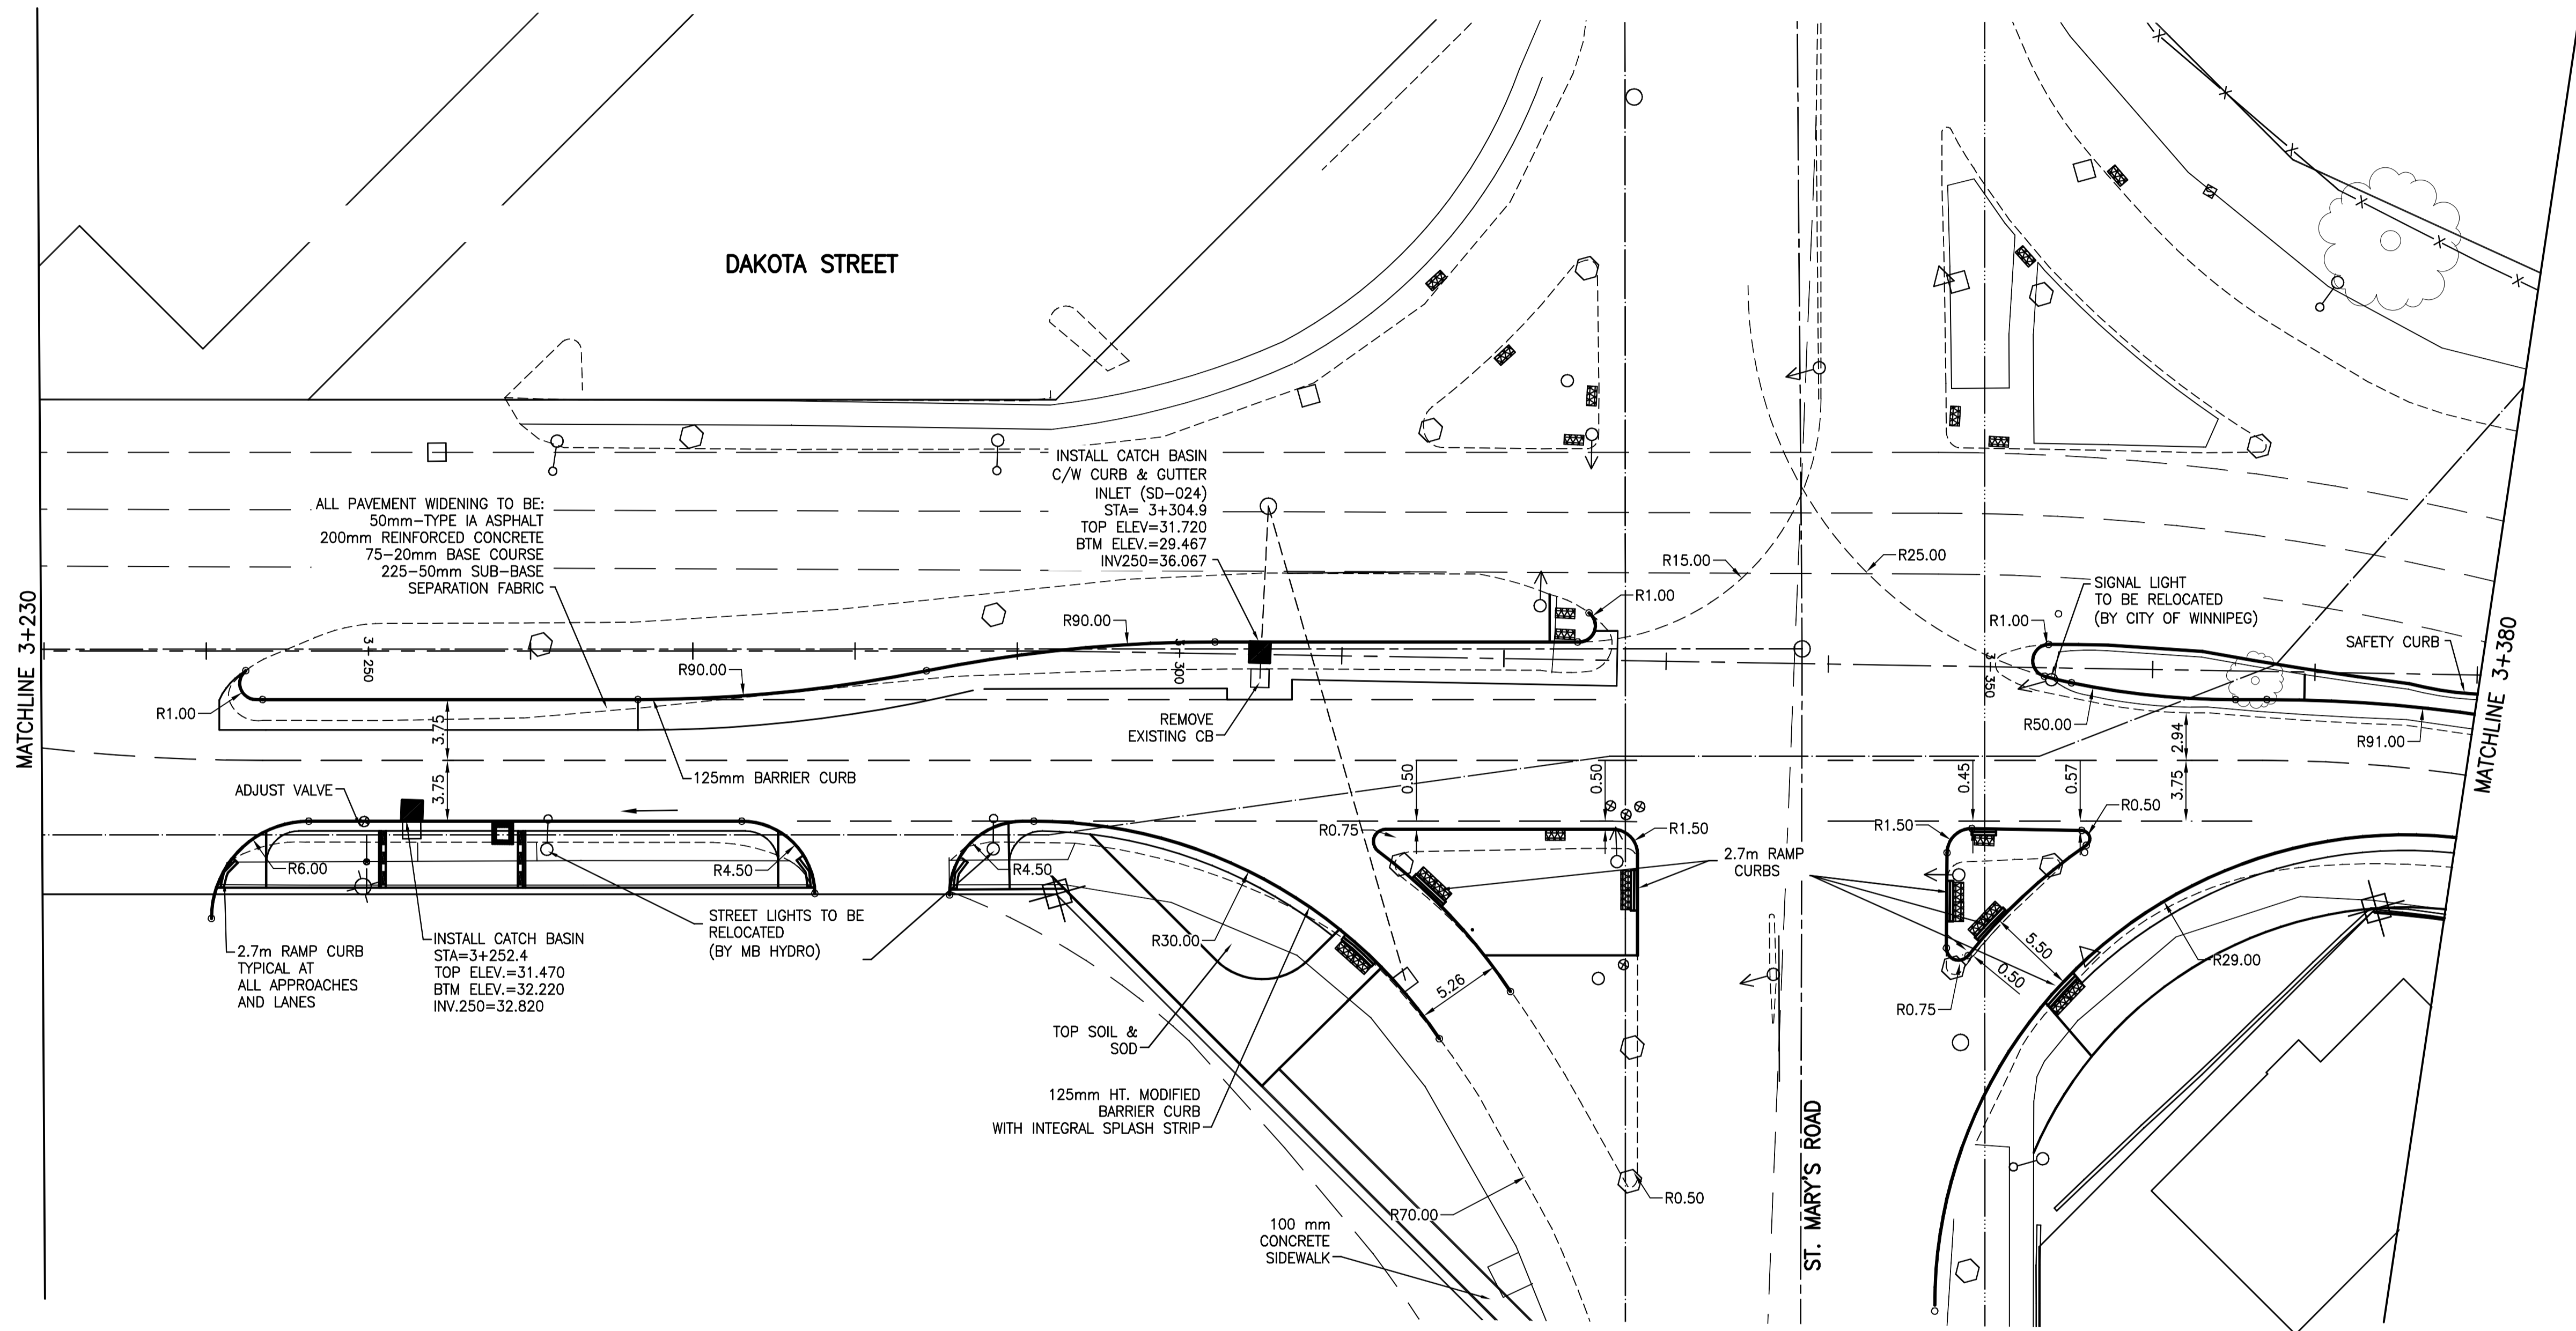 DAKOTA STREET
INSTALL CATCH BASIN
C/W CURB & GUTTER
INLET (SD-024)
STA= 3+304.9
TOP ELEV=31.720
BTM ELEV.=29.467
INV250=36.067
ALL PAVEMENT WIDENING TO BE:
50mm-TYPE IA ASPHALT
200mm REINFORCED CONCRETE
75-20mm BASE COURSE
225-50mm SUB-BASE
SEPARATION FABRIC
R15.00
R25.00
SIGNAL LIGHT
TO BE RELOCATED
(BY CITY OF WINNIPEG)
R1.00
R1.00
SAFETY CURB
R90.00
R90.00
3+250
3+300
3+350
MATCHLINE 3+230
MATCHLINE 3+380
R1.00
3.75
REMOVE
EXISTING CB
R50.00
2.94
R91.00
125mm BARRIER CURB
ADJUST VALVE
3.75
0.50
0.50
0.45
0.57
3.75
R0.50
R0.75
R1.50
R1.50
R6.00
R4.50
R4.50
2.7m RAMP
CURBS
STREET LIGHTS TO BE
RELOCATED
(BY MB HYDRO)
2.7m RAMP CURB
TYPICAL AT
ALL APPROACHES
AND LANES
INSTALL CATCH BASIN
STA=3+252.4
TOP ELEV.=31.470
BTM ELEV.=32.220
INV.250=32.820
R30.00
5.26
5.50
0.50
R29.00
R0.75
TOP SOIL &
SOD
125mm HT. MODIFIED
BARRIER CURB
WITH INTEGRAL SPLASH STRIP
R0.50
R70.00
100 mm
CONCRETE
SIDEWALK
ST. MARY'S ROAD